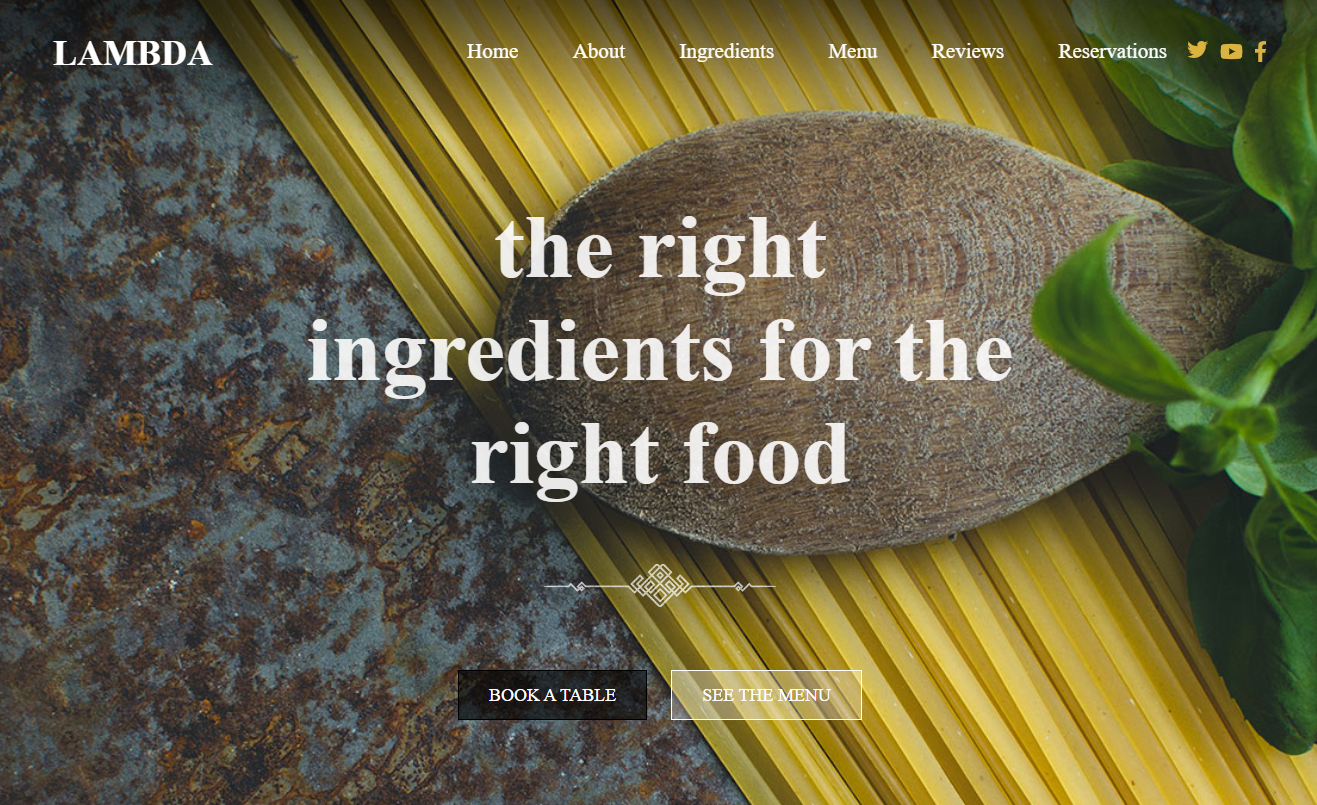 LAMBDA
Home About Ingredients Menu Reviews Reservations
the right
ingredients for the
right food
BOOK A TABLE SEE THE MENU